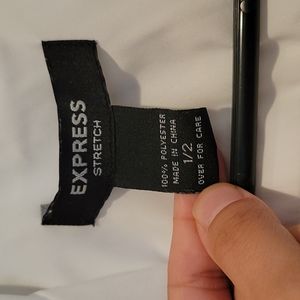 EXPRESS
STRETCH
100% POLYESTER
MADE IN CHINA
1/2
OVER FOR CARE